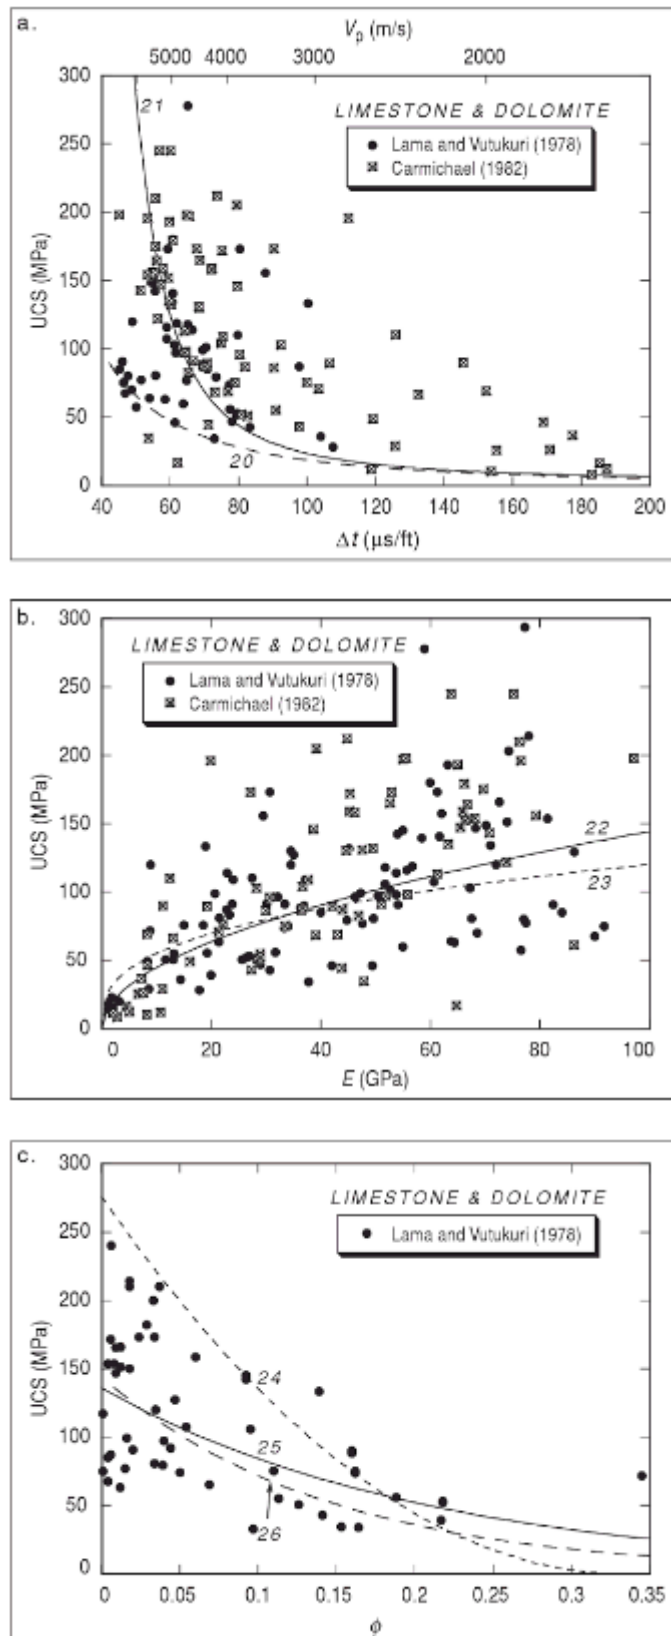 a.
V_p (m/s)
5000 4000 3000 2000
300
250
200
150
100
50
0
UCS (MPa)
21
LIMESTONE & DOLOMITE
Lama and Vutukuri (1978)
Carmichael (1982)
20
40 60 80 100 120 140 160 180 200
Δt (µs/ft)
b.
300
250
200
150
100
50
0
UCS (MPa)
LIMESTONE & DOLOMITE
Lama and Vutukuri (1978)
Carmichael (1982)
22
23
0 20 40 60 80 100
E (GPa)
c.
300
250
200
150
100
50
0
UCS (MPa)
LIMESTONE & DOLOMITE
Lama and Vutukuri (1978)
24
25
26
0 0.05 0.1 0.15 0.2 0.25 0.3 0.35
ϕ